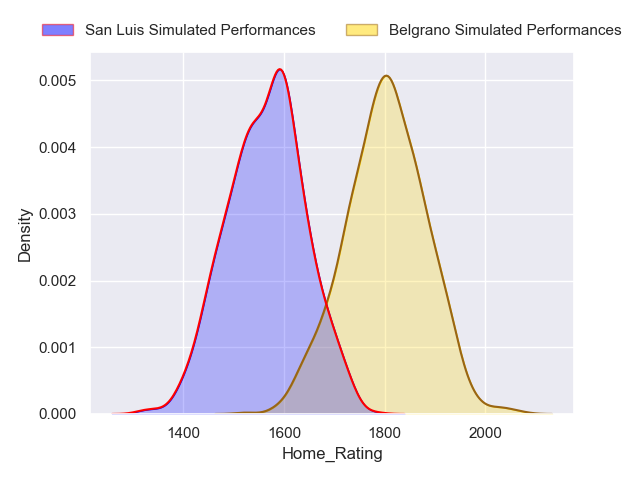 San Luis Simulated Performances Belgrano Simulated Performances
0.005
0.004
0.003
0.002
0.001
0.000
Density
1400 1600 1800 2000
Home_Rating